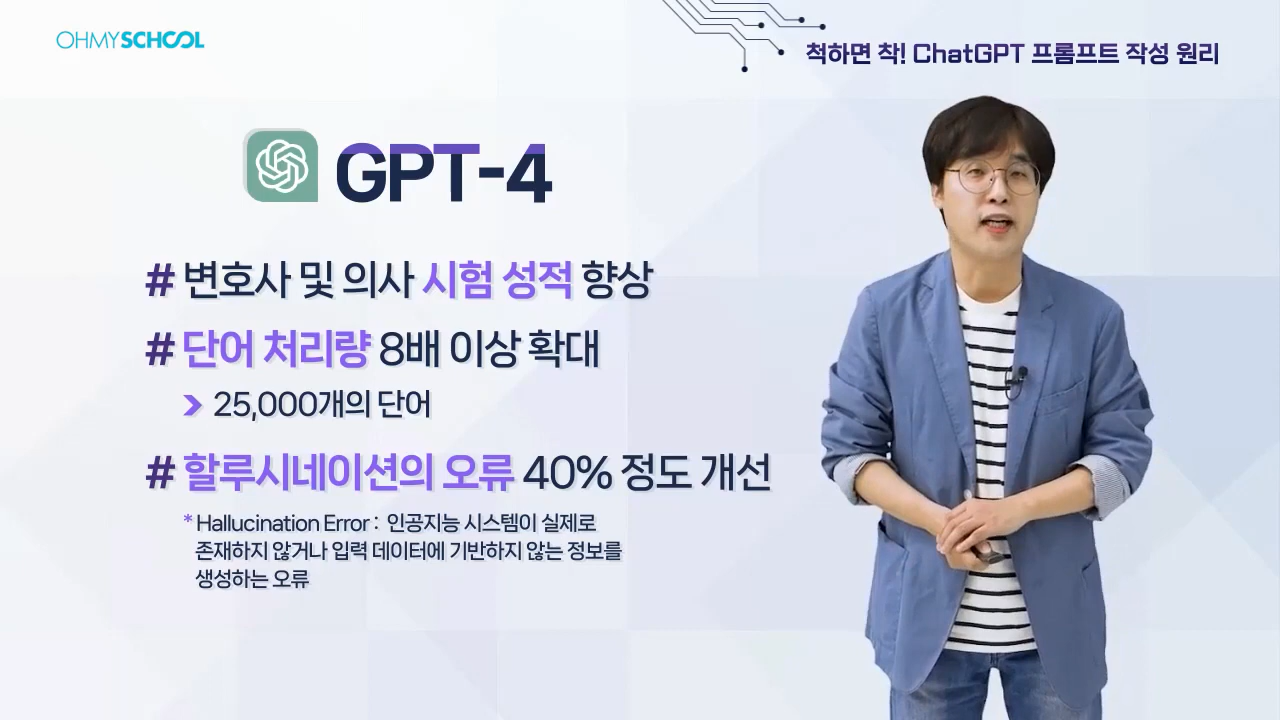 OHMYSCHOOL
척하면 착! ChatGPT 프롬프트 작성 원리
GPT-4
# 변호사 및 의사 시험 성적 향상
# 단어 처리량 8배 이상 확대
> 25,000개의 단어
# 할루시네이션의 오류 40% 정도 개선
* Hallucination Error : 인공지능 시스템이 실제로
존재하지 않거나 입력 데이터에 기반하지 않는 정보를
생성하는 오류